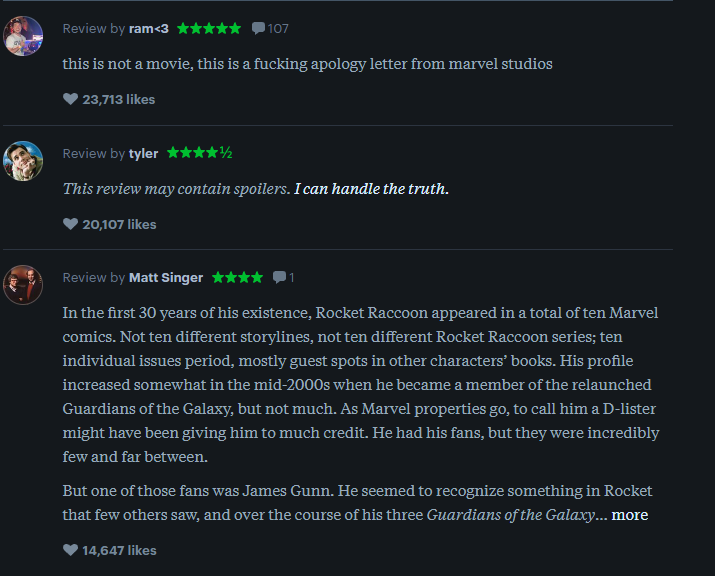 Review by ram<3 ★★★★★ 107
this is not a movie, this is a fucking apology letter from marvel studios
23,713 likes
Review by tyler ★★★★½
This review may contain spoilers. I can handle the truth.
20,107 likes
Review by Matt Singer ★★★★ 1
In the first 30 years of his existence, Rocket Raccoon appeared in a total of ten Marvel
comics. Not ten different storylines, not ten different Rocket Raccoon series; ten
individual issues period, mostly guest spots in other characters’ books. His profile
increased somewhat in the mid-2000s when he became a member of the relaunched
Guardians of the Galaxy, but not much. As Marvel properties go, to call him a D-lister
might have been giving him to much credit. He had his fans, but they were incredibly
few and far between.
But one of those fans was James Gunn. He seemed to recognize something in Rocket
that few others saw, and over the course of his three Guardians of the Galaxy... more
14,647 likes